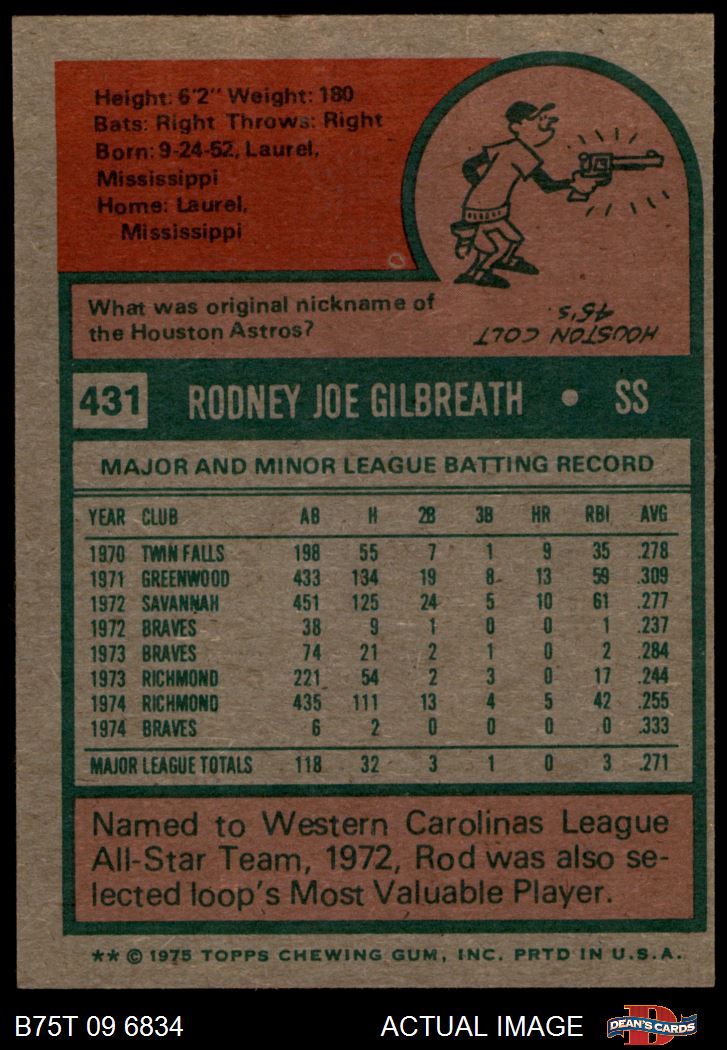 Height: 6'2" Weight: 180
Bats: Right Throws: Right
Born: 9-24-52, Laurel,
Mississippi
Home: Laurel,
Mississippi
What was original nickname of
the Houston Astros?
HOUSTON COLT
45's.
431 RODNEY JOE GILBREATH • SS
MAJOR AND MINOR LEAGUE BATTING RECORD
YEAR CLUB AB H 2B 3B HR RBI AVG
1970 TWIN FALLS 198 55 7 1 9 35 .278
1971 GREENWOOD 433 134 19 8 13 59 .309
1972 SAVANNAH 451 125 24 5 10 61 .277
1972 BRAVES 38 9 1 0 0 1 .237
1973 BRAVES 74 21 2 1 0 2 .284
1973 RICHMOND 221 54 2 3 0 17 .244
1974 RICHMOND 435 111 13 4 5 42 .255
1974 BRAVES 6 2 0 0 0 0 .333
MAJOR LEAGUE TOTALS 118 32 3 1 0 3 .271
Named to Western Carolinas League
All-Star Team, 1972, Rod was also se-
lected loop's Most Valuable Player.
** © 1975 TOPPS CHEWING GUM, INC. PRTD IN U.S.A.
B75T 09 6834 ACTUAL IMAGE D DEAN'S CARDS